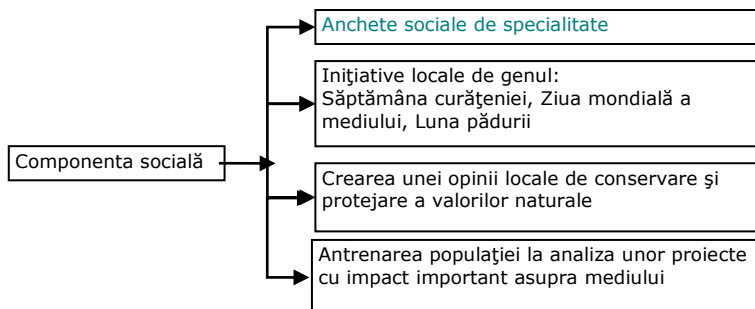 Anchete sociale de specialitate
Iniţiative locale de genul:
Săptămâna curăţeniei, Ziua mondială a
mediului, Luna pădurii
Componenta socială
Crearea unei opinii locale de conservare şi
protejare a valorilor naturale
Antrenarea populaţiei la analiza unor proiecte
cu impact important asupra mediului